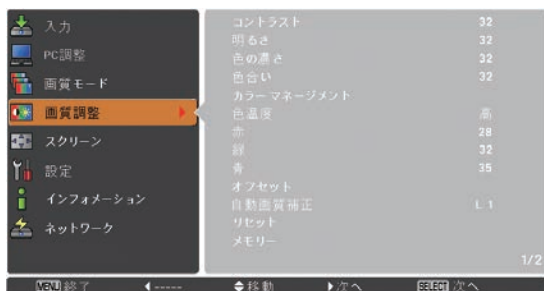 入力
PC調整
画質モード
画質調整
スクリーン
設定
インフォメーション
ネットワーク
コントラスト 32
明るさ 32
色の濃さ 32
色合い 32
カラーマネージメント
色温度 高
赤 28
緑 32
青 35
オフセット
自動画質補正 L 1
リセット
メモリー
1/2
MENU 終了 ◀ ----- 移動 ▶次へ SELECT 次へ